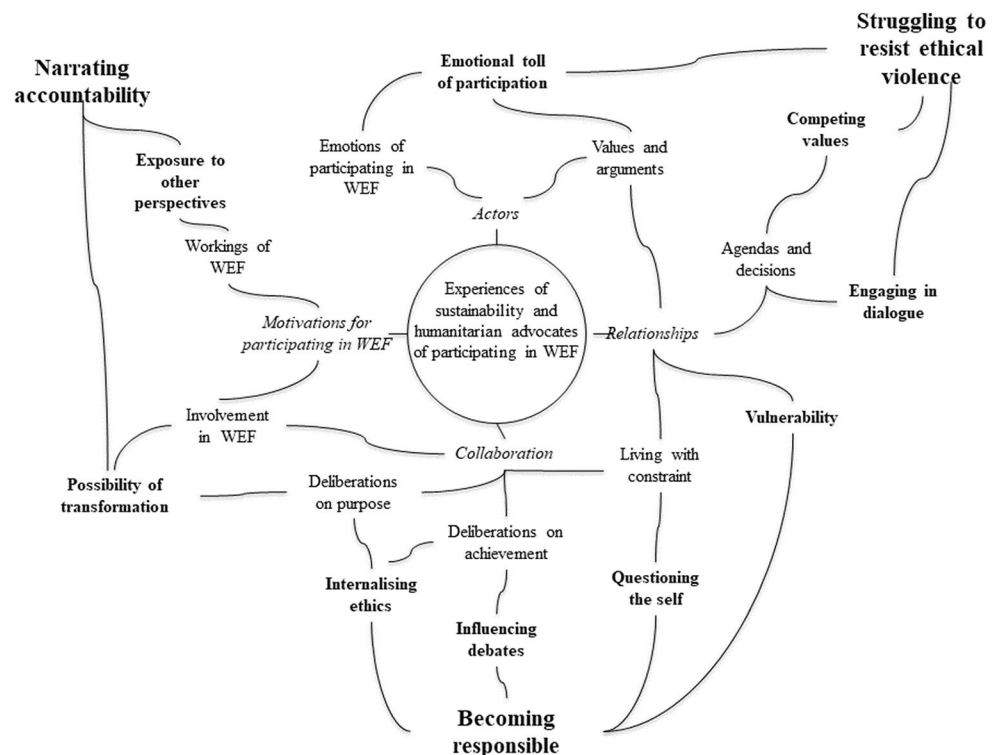 Struggling to
resist ethical
violence
Narrating
accountability
Emotional toll
of participation
Competing
values
Emotions of
participating in
WEF
Values and
arguments
Exposure to
other
perspectives
Actors
Workings of
WEF
Agendas and
decisions
Engaging in
dialogue
Experiences of
sustainability and
humanitarian advocates
of participating in WEF
Motivations for
participating in WEF
Relationships
Involvement
in WEF
Vulnerability
Collaboration
Living with
constraint
Possibility of
transformation
Deliberations
on purpose
Deliberations on
achievement
Internalising
ethics
Questioning
the self
Influencing
debates
Becoming
responsible